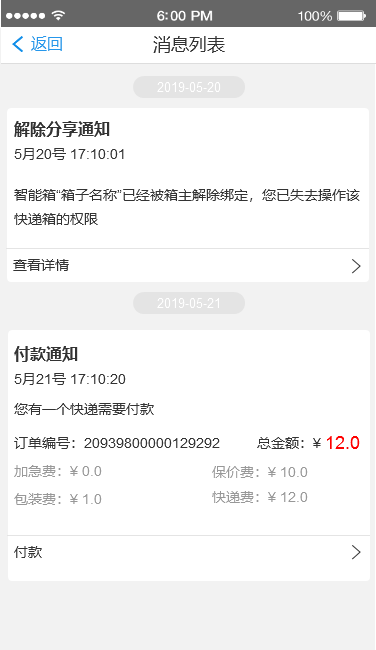 6:00 PM 100%
返回 消息列表
2019-05-20
解除分享通知
5月20号 17:10:01
智能箱“箱子名称”已经被箱主解除绑定，您已失去操作该
快递箱的权限
查看详情
2019-05-21
付款通知
5月21号 17:10:20
您有一个快递需要付款
订单编号：20939800000129292 总金额：¥ 12.0
加急费：¥ 0.0 保价费：¥ 10.0
包装费：¥ 1.0 快递费：¥ 12.0
付款